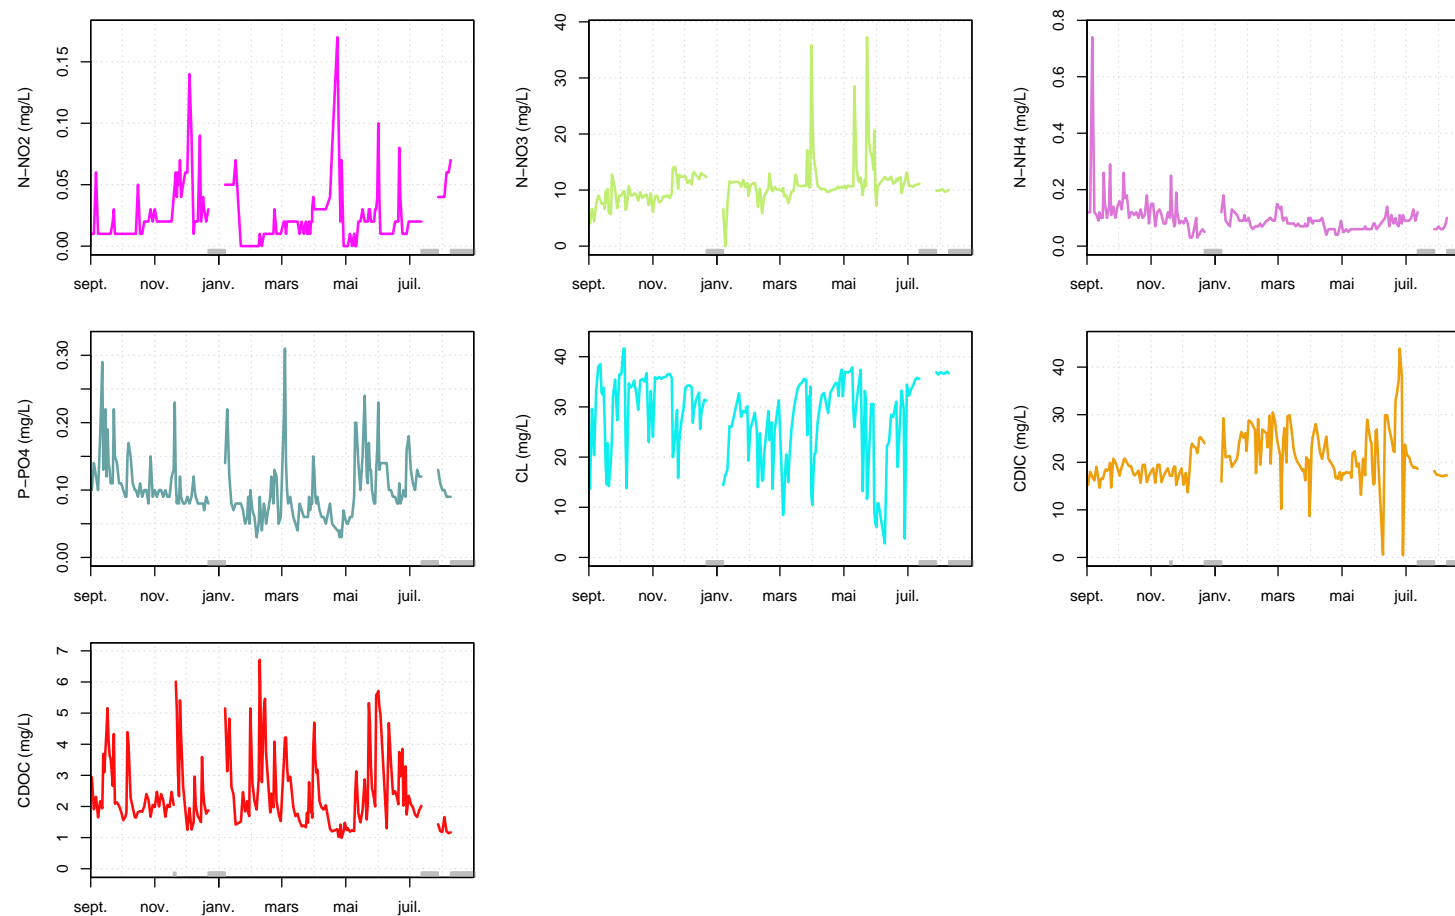 N−NO2 (mg/L)
0.00
0.05
0.10
0.15
sept.
nov.
janv.
mars
mai
juil.
N−NO3 (mg/L)
0
10
20
30
40
sept.
nov.
janv.
mars
mai
juil.
N−NH4 (mg/L)
0.0
0.2
0.4
0.6
0.8
sept.
nov.
janv.
mars
mai
juil.
P−PO4 (mg/L)
0.00
0.10
0.20
0.30
sept.
nov.
janv.
mars
mai
juil.
CL (mg/L)
0
10
20
30
40
sept.
nov.
janv.
mars
mai
juil.
CDIC (mg/L)
0
10
20
30
40
sept.
nov.
janv.
mars
mai
juil.
CDOC (mg/L)
0
1
2
3
4
5
6
7
sept.
nov.
janv.
mars
mai
juil.